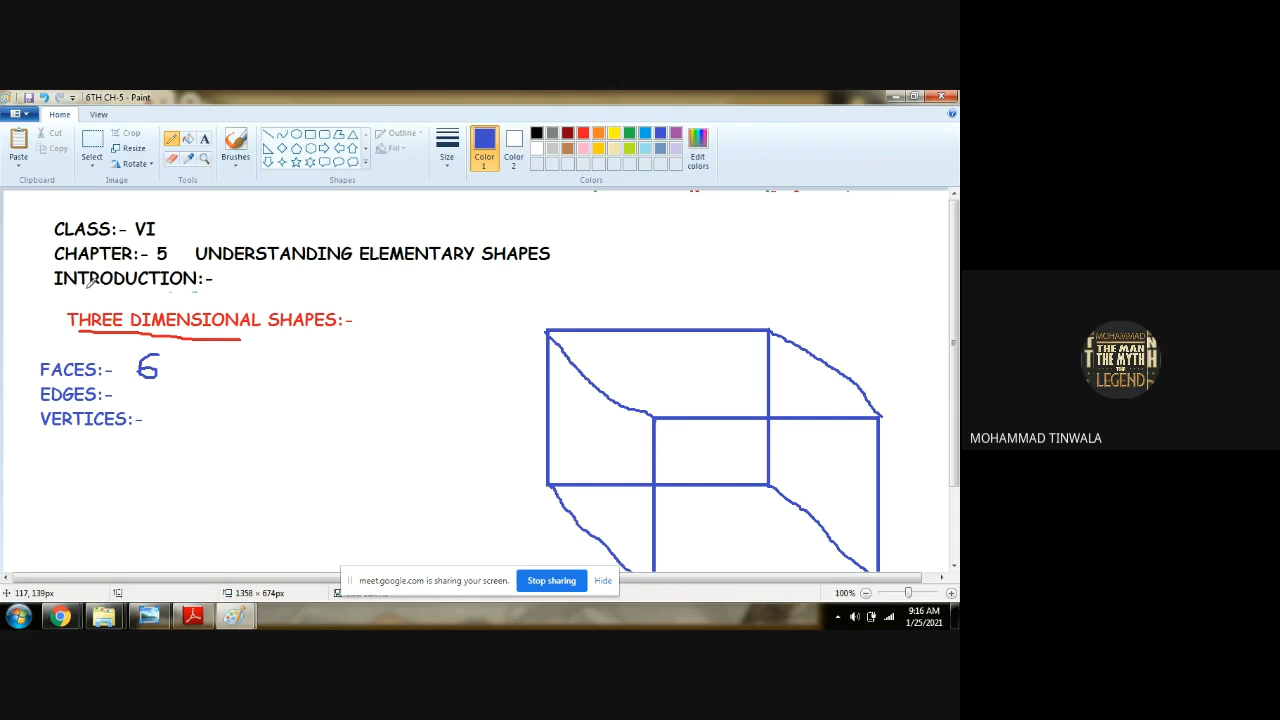 6TH CH-5 - Paint
Home View
Paste
Cut
Copy
Clipboard
Select
Crop
Resize
Rotate
Image
A
Tools
Brushes
Shapes
Outline
Fill
Size
Color 1
Color 2
Edit colors
Colors
CLASS:- VI
CHAPTER:- 5 UNDERSTANDING ELEMENTARY SHAPES
INTRODUCTION:-
THREE DIMENSIONAL SHAPES:-
FACES:- 6
EDGES:-
VERTICES:-
meet.google.com is sharing your screen. Stop sharing Hide
117, 139px
1358 × 674px
100%
9:16 AM
1/25/2021
MOHAMMAD
THE MAN
THE MYTH
THE
LEGEND
MOHAMMAD TINWALA